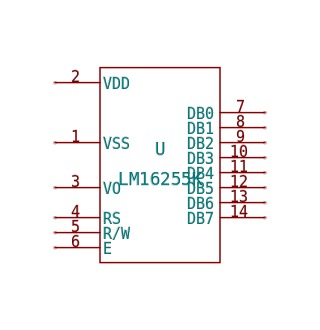 2 VDD
1 VSS
3 VO
4 RS
5 R/W
6 E
U
LM16255K
DB0 7
DB1 8
DB2 9
DB3 10
DB4 11
DB5 12
DB6 13
DB7 14